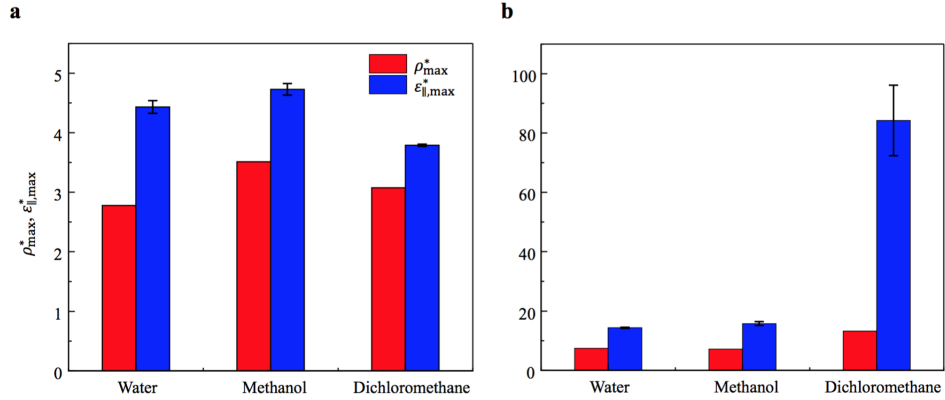 a
b
5
4
3
2
1
0
ρ*max, ε*∥,max
ρ*max
ε*∥,max
Water
Methanol
Dichloromethane
100
80
60
40
20
0
Water
Methanol
Dichloromethane